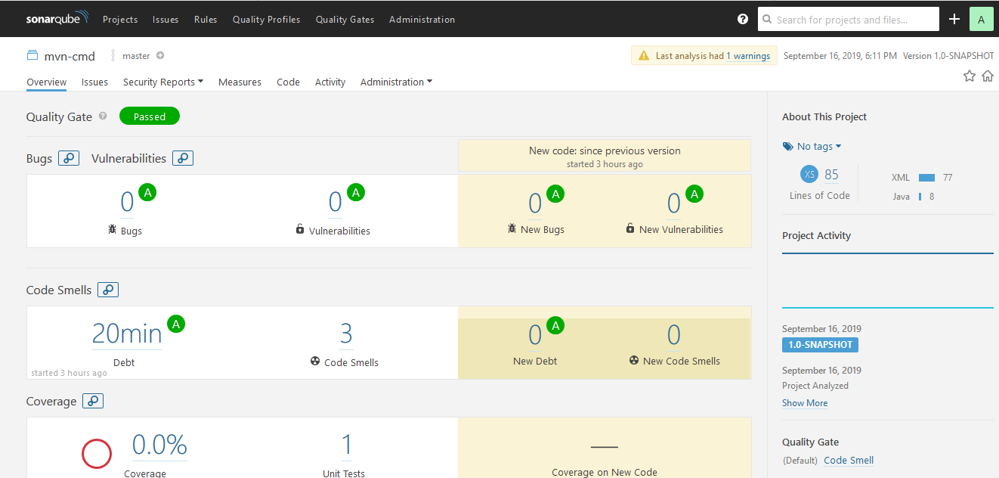 sonarqube Projects Issues Rules Quality Profiles Quality Gates Administration Search for projects and files... A
mvn-cmd master Last analysis had 1 warnings September 16, 2019, 6:11 PM Version 1.0-SNAPSHOT
Overview Issues Security Reports Measures Code Activity Administration
Quality Gate ? Passed
Bugs Vulnerabilities
New code: since previous version
started 3 hours ago
0 A 0 A 0 A 0 A
Bugs Vulnerabilities New Bugs New Vulnerabilities
Code Smells
20min A 3 0 A 0
Debt Code Smells New Debt New Code Smells
started 3 hours ago
Coverage
0.0% 1 —
Coverage Unit Tests Coverage on New Code
About This Project
No tags
XS 85
Lines of Code
XML 77
Java 8
Project Activity
September 16, 2019
1.0-SNAPSHOT
September 16, 2019
Project Analyzed
Show More
Quality Gate
(Default) Code Smell